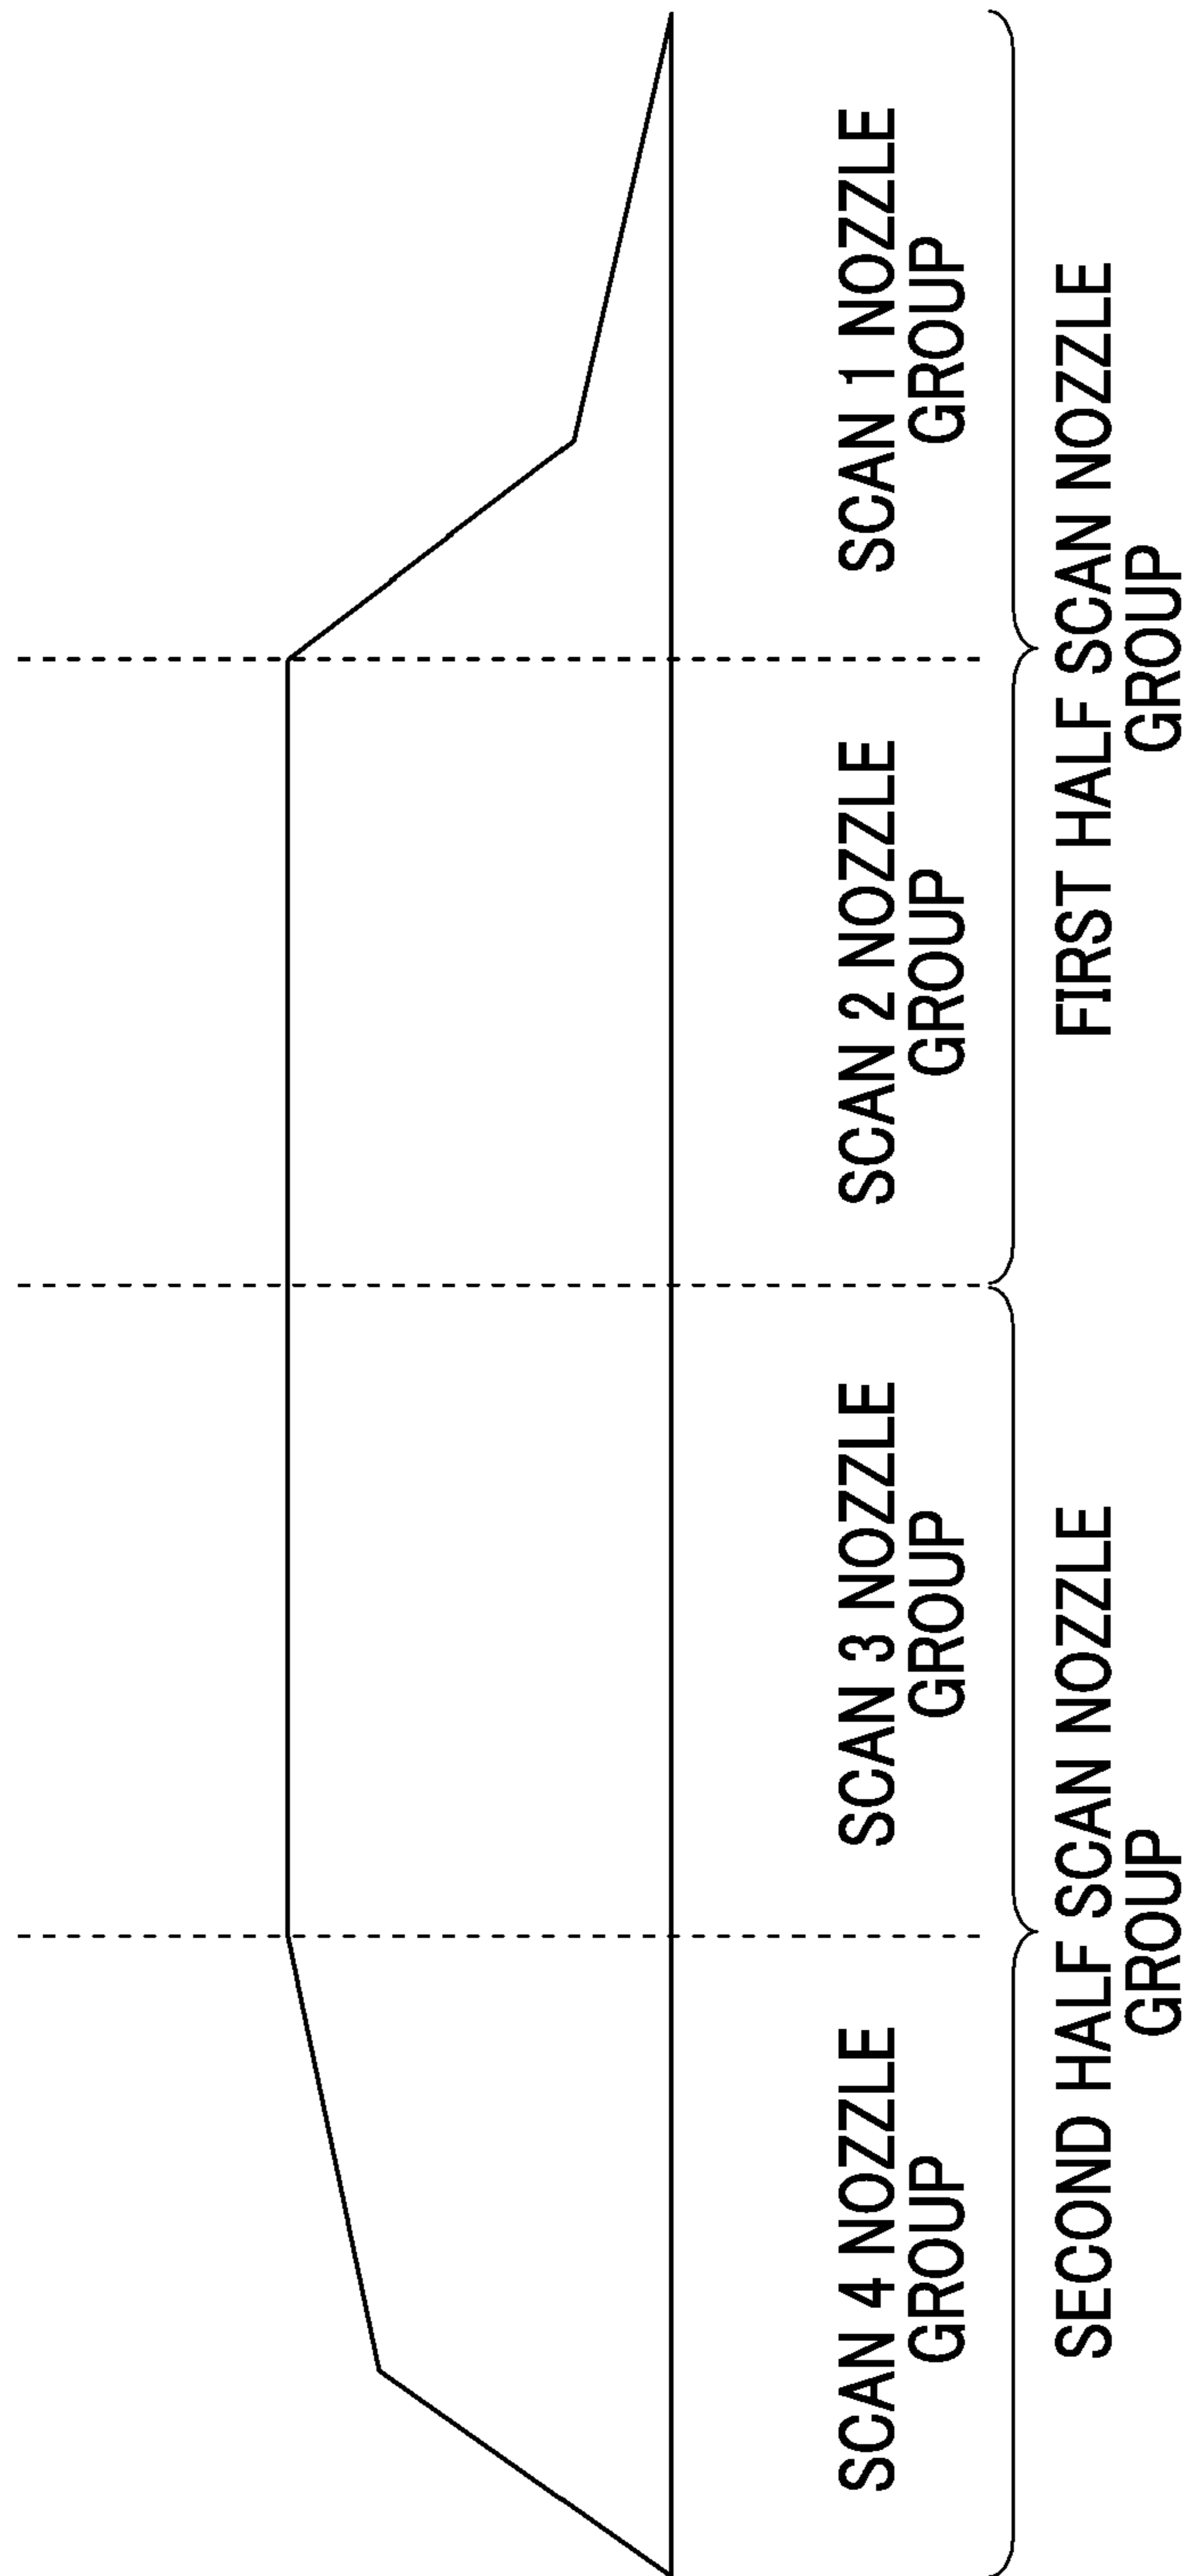 SCAN 4 NOZZLE
GROUP
SCAN 3 NOZZLE
GROUP
SCAN 2 NOZZLE
GROUP
SCAN 1 NOZZLE
GROUP
SECOND HALF SCAN NOZZLE
GROUP
FIRST HALF SCAN NOZZLE
GROUP